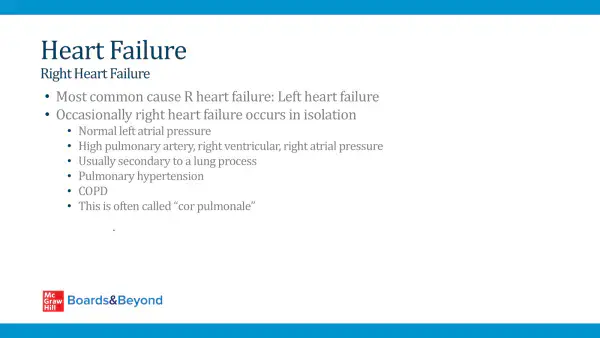 Heart Failure
Right Heart Failure
• Most common cause R heart failure: Left heart failure
• Occasionally right heart failure occurs in isolation
• Normal left atrial pressure
• High pulmonary artery, right ventricular, right atrial pressure
• Usually secondary to a lung process
• Pulmonary hypertension
• COPD
• This is often called “cor pulmonale”
.
Mc
Graw
Hill
Boards&Beyond